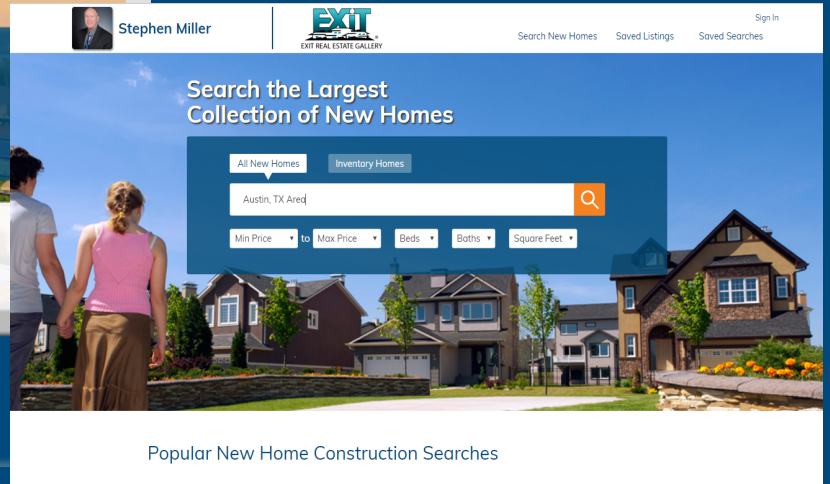 Stephen Miller
EXIT
EXIT REAL ESTATE GALLERY
Sign In
Search New Homes
Saved Listings
Saved Searches
Search the Largest
Collection of New Homes
All New Homes
Inventory Homes
Austin, TX Area
Min Price
to
Max Price
Beds
Baths
Square Feet
Popular New Home Construction Searches